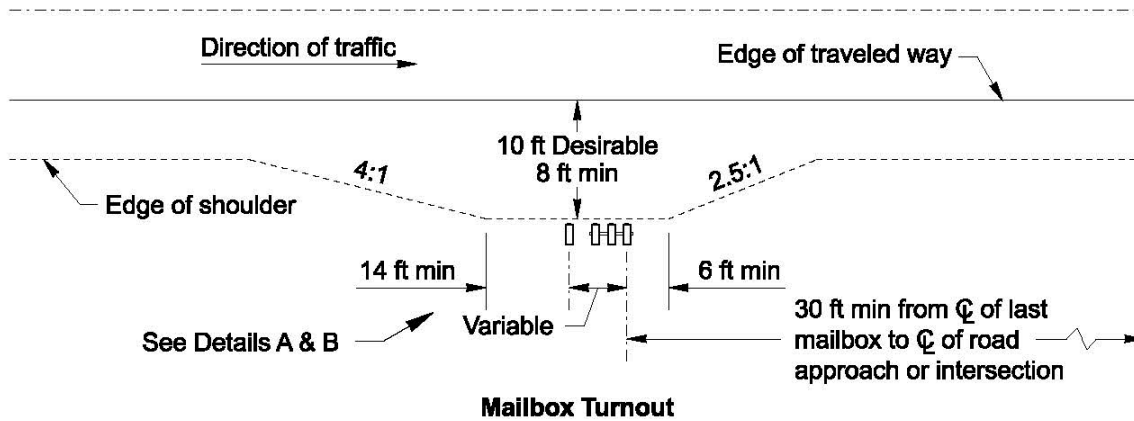 Direction of traffic
Edge of traveled way
10 ft Desirable
8 ft min
4:1
2.5:1
Edge of shoulder
14 ft min
6 ft min
Variable
See Details A & B
30 ft min from ℄ of last
mailbox to ℄ of road
approach or intersection
Mailbox Turnout